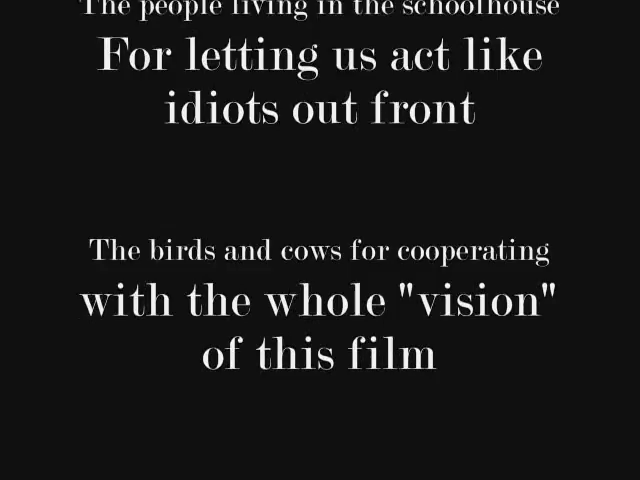 The people living in the schoolhouse
For letting us act like
idiots out front
The birds and cows for cooperating
with the whole "vision"
of this film